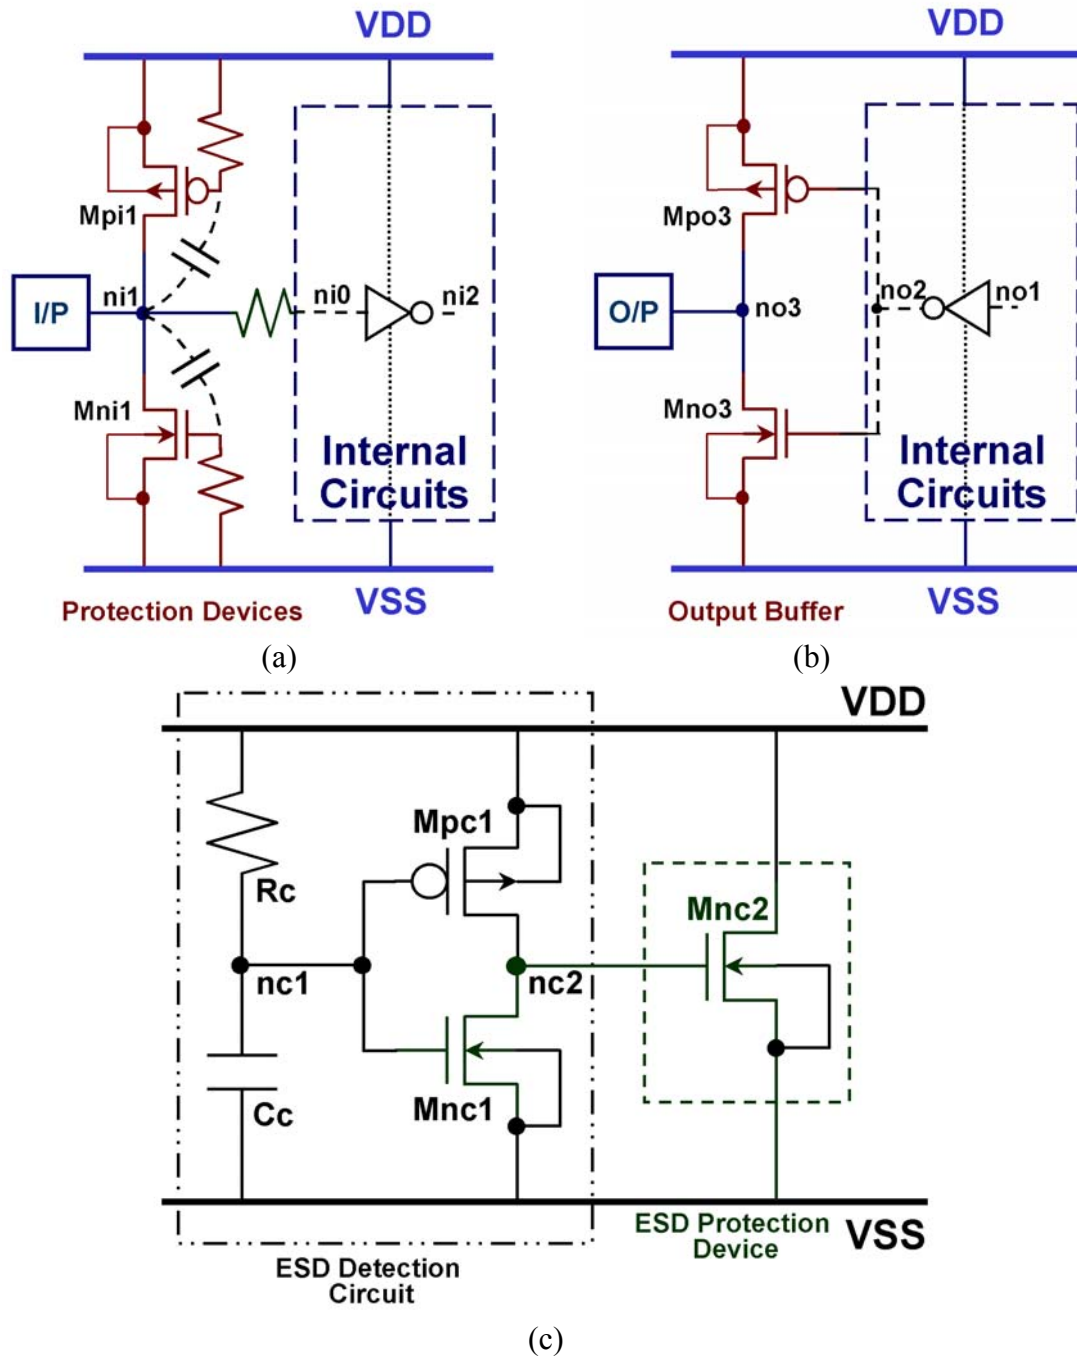 VDD
Mpi1
I/P
ni1
ni0
ni2
Mni1
Internal
Circuits
VSS
Protection Devices
(a)
VDD
Mpo3
O/P
no3
no2
no1
Mno3
Internal
Circuits
VSS
Output Buffer
(b)
VDD
Mpc1
Rc
Mnc2
nc1
nc2
Cc
Mnc1
ESD Protection
Device
VSS
ESD Detection
Circuit
(c)